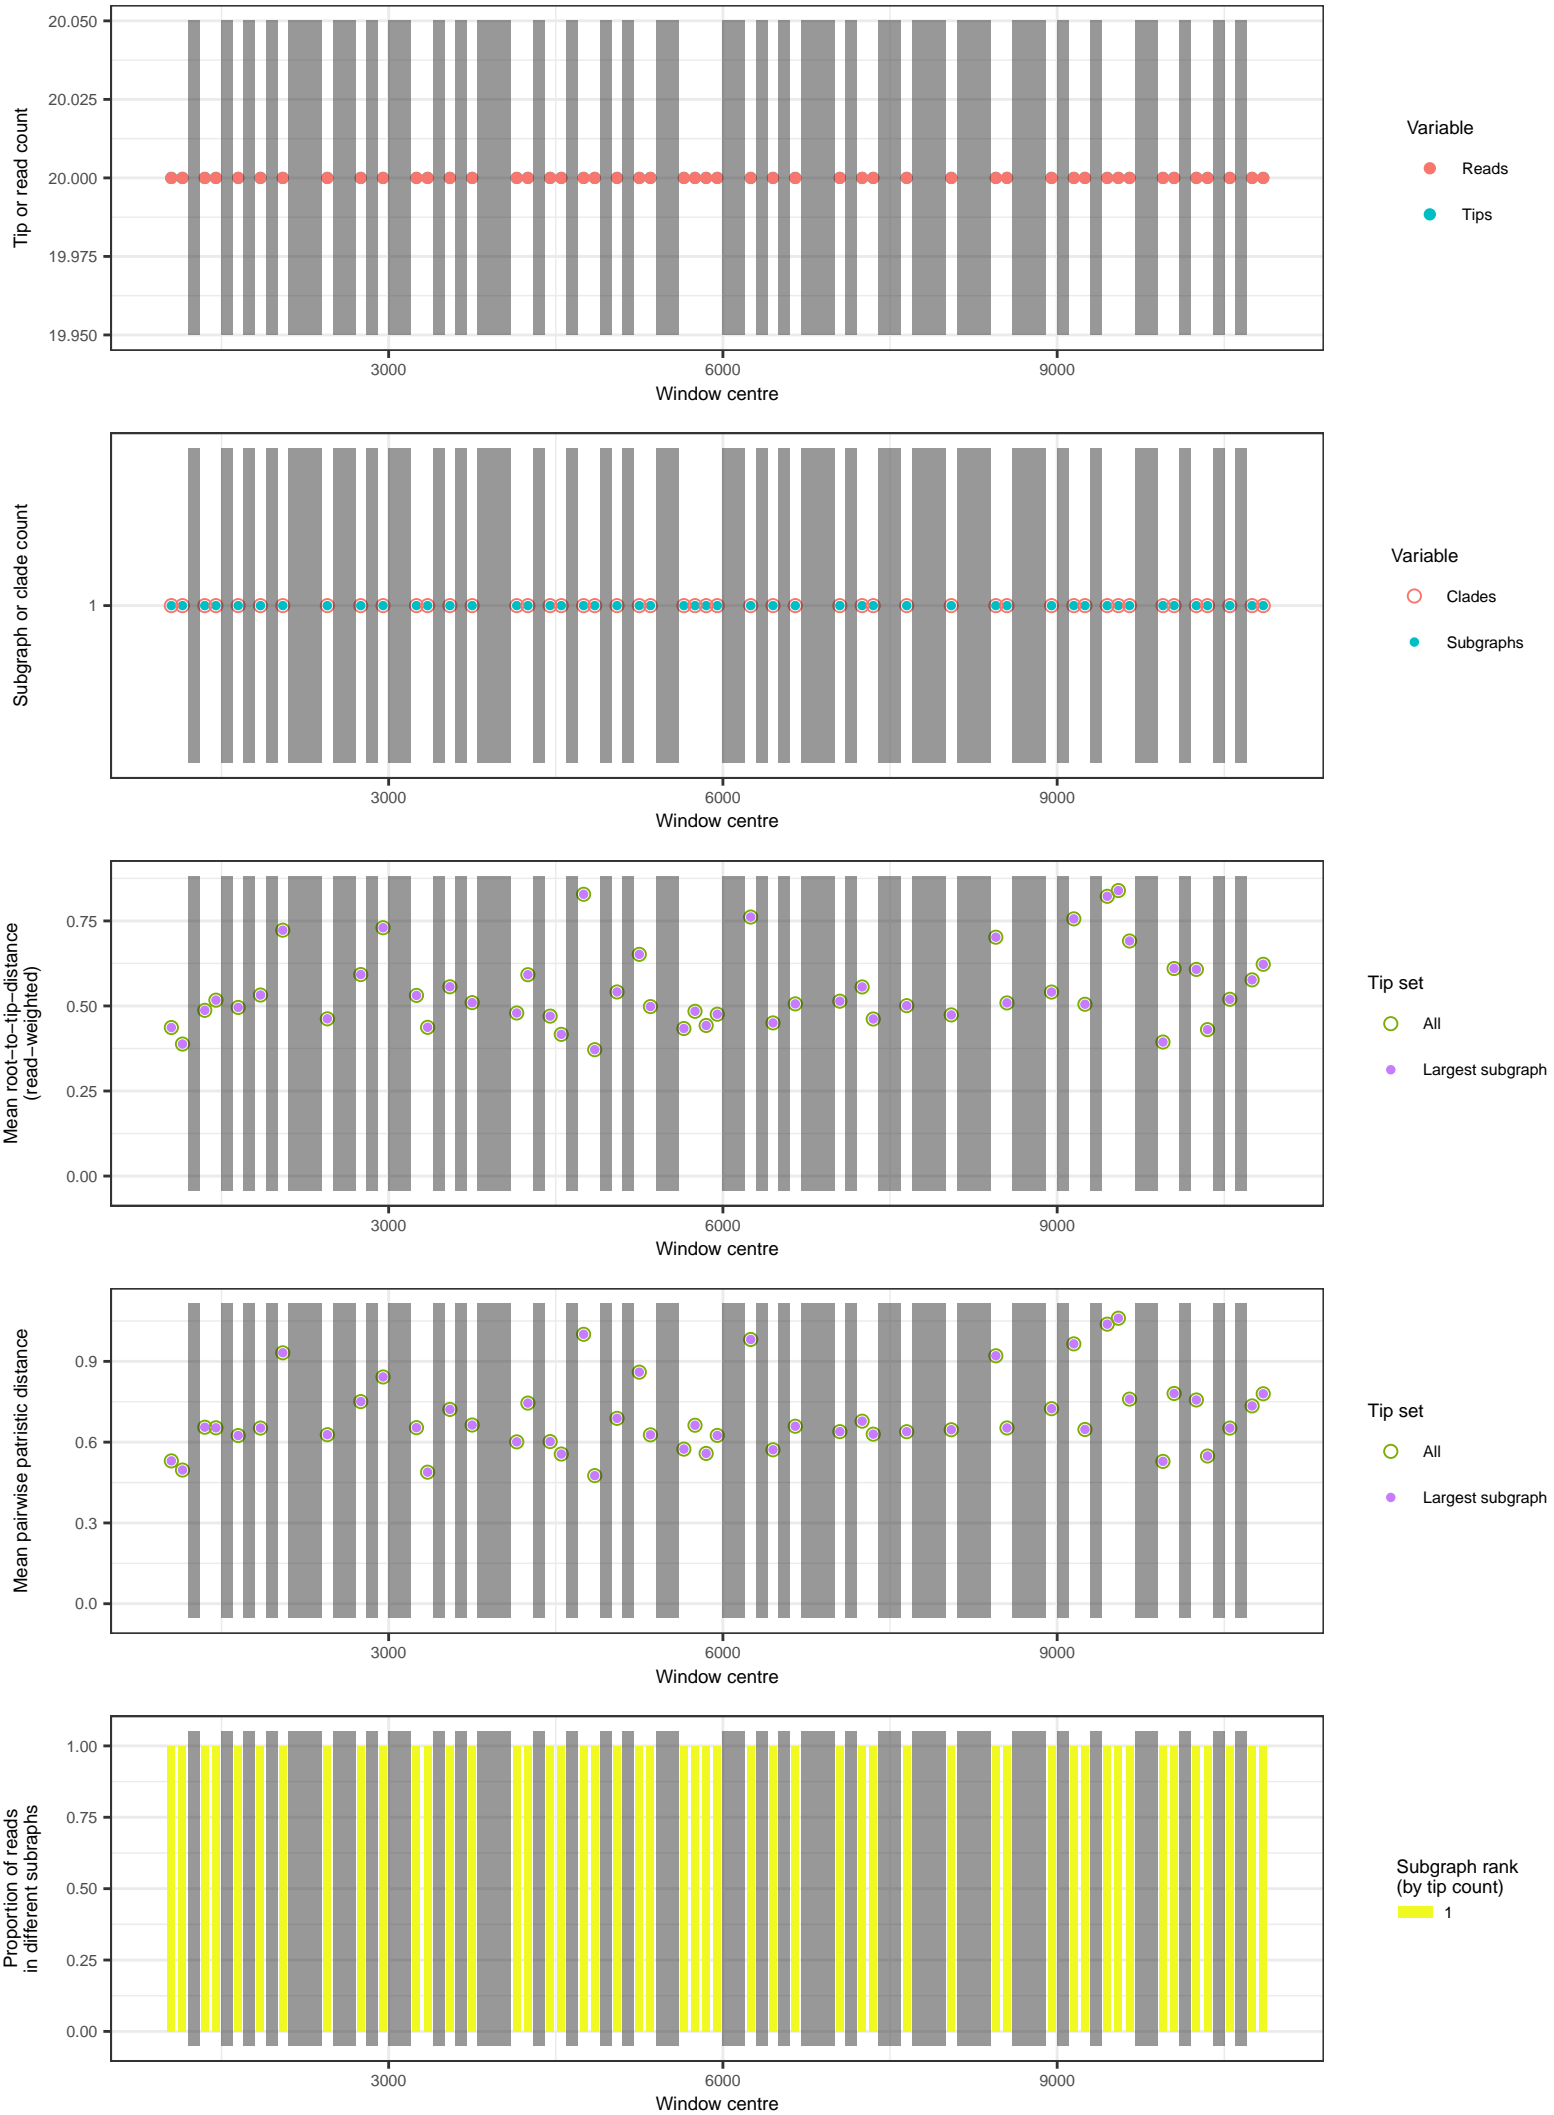 20.050
20.025
20.000
19.975
19.950
Tip or read count
3000
6000
9000
Window centre
Variable
Reads
Tips
1
Subgraph or clade count
3000
6000
9000
Window centre
Variable
Clades
Subgraphs
0.75
0.50
0.25
0.00
Mean root−to−tip−distance
(read−weighted)
3000
6000
9000
Window centre
Tip set
All
Largest subgraph
0.9
0.6
0.3
0.0
Mean pairwise patristic distance
3000
6000
9000
Window centre
Tip set
All
Largest subgraph
1.00
0.75
0.50
0.25
0.00
Proportion of reads
in different subraphs
3000
6000
9000
Window centre
Subgraph rank
(by tip count)
1